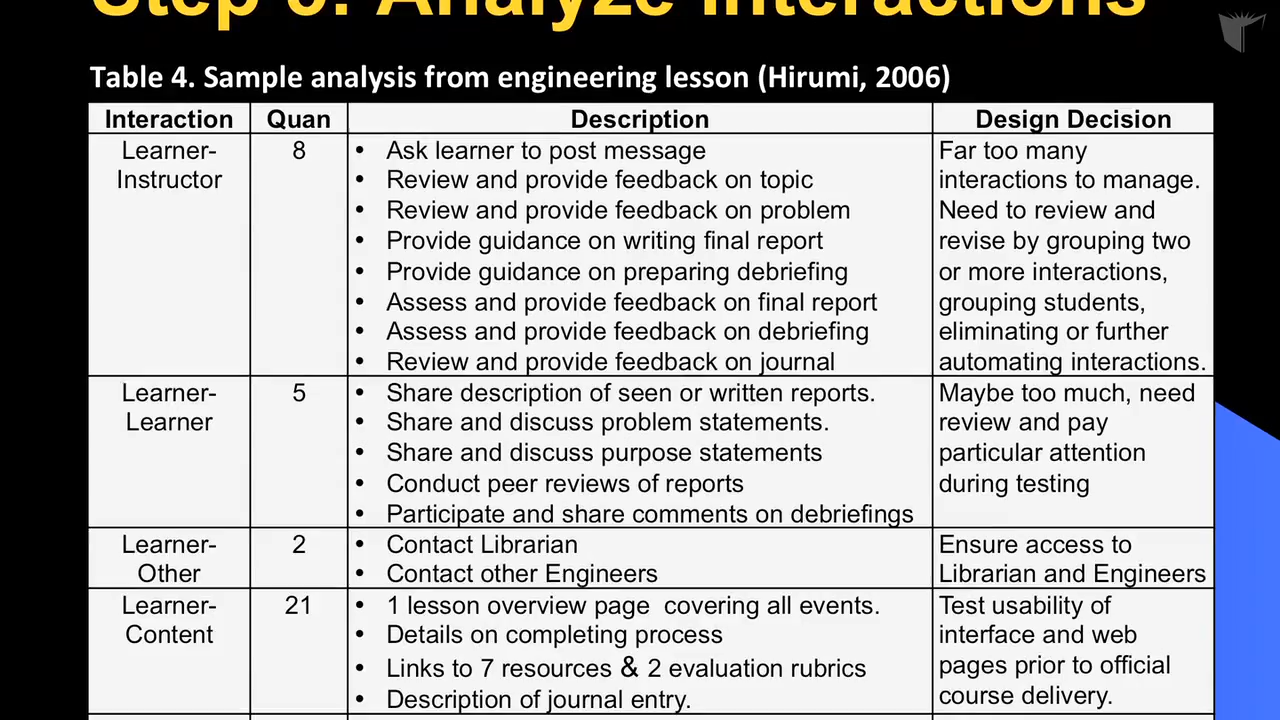 Step 6: Analyze Interactions
Table 4. Sample analysis from engineering lesson (Hirumi, 2006)
Interaction Quan Description Design Decision
Learner-Instructor 8
• Ask learner to post message
• Review and provide feedback on topic
• Review and provide feedback on problem
• Provide guidance on writing final report
• Provide guidance on preparing debriefing
• Assess and provide feedback on final report
• Assess and provide feedback on debriefing
• Review and provide feedback on journal
Far too many
interactions to manage.
Need to review and
revise by grouping two
or more interactions,
grouping students,
eliminating or further
automating interactions.
Learner-
Learner
5
• Share description of seen or written reports.
• Share and discuss problem statements.
• Share and discuss purpose statements
• Conduct peer reviews of reports
• Participate and share comments on debriefings
Maybe too much, need
review and pay
particular attention
during testing
Learner-
Other
2
• Contact Librarian
• Contact other Engineers
Ensure access to
Librarian and Engineers
Learner-
Content
21
• 1 lesson overview page covering all events.
• Details on completing process
• Links to 7 resources & 2 evaluation rubrics
• Description of journal entry.
Test usability of
interface and web
pages prior to official
course delivery.